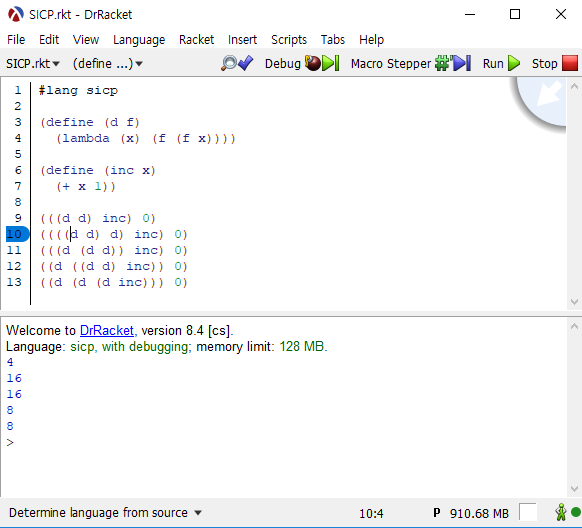 SICP.rkt - DrRacket
File Edit View Language Racket Insert Scripts Tabs Help
SICP.rkt▾ (define ...)▾ Debug Macro Stepper Run Stop
1 #lang sicp
2
3 (define (d f)
4   (lambda (x) (f (f x))))
5
6 (define (inc x)
7   (+ x 1))
8
9 (((d d) inc) 0)
10 ((((d d) d) inc) 0)
11 (((d (d d)) inc) 0)
12 ((d ((d d) inc)) 0)
13 ((d (d (d inc))) 0)
Welcome to DrRacket, version 8.4 [cs].
Language: sicp, with debugging; memory limit: 128 MB.
4
16
16
8
8
>
Determine language from source ▾ 10:4 P 910.68 MB